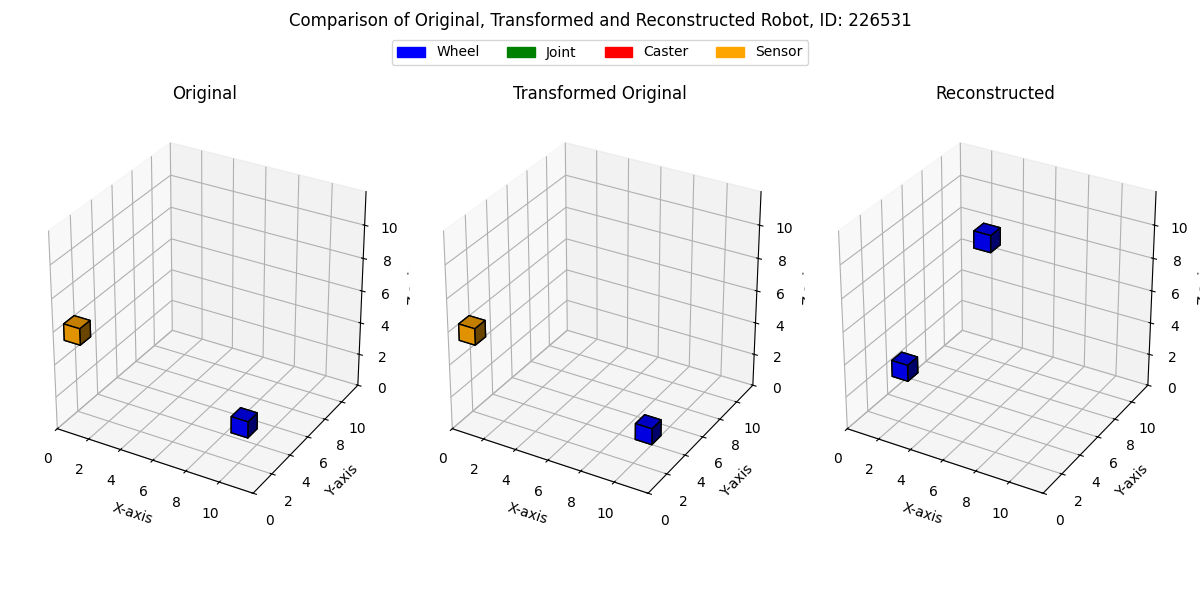 Comparison of Original, Transformed and Reconstructed Robot, ID: 226531
Wheel Joint Caster Sensor
Original Transformed Original Reconstructed
10 10 10
8 8 8
6 6 6
4 4 4
2 2 2
0 0 0
10 10 10
8 8 8
6 6 6
4 4 4
2 2 2
0 0 0
0 2 4 6 8 10 0 2 4 6 8 10 0 2 4 6 8 10
X-axis Y-axis X-axis Y-axis X-axis Y-axis